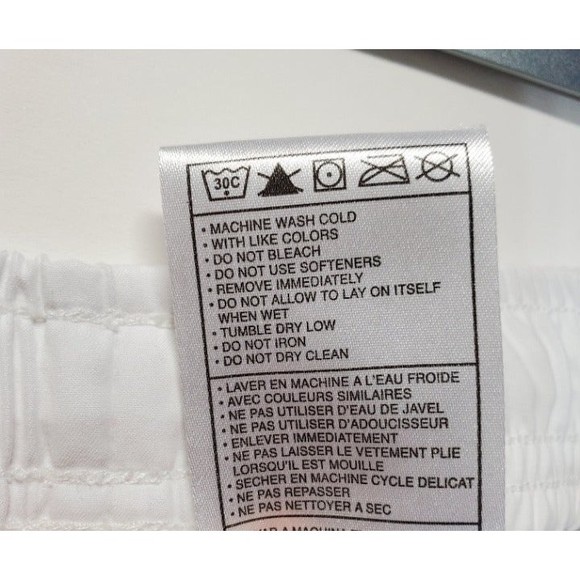 30C
• MACHINE WASH COLD
• WITH LIKE COLORS
• DO NOT BLEACH
• DO NOT USE SOFTENERS
• REMOVE IMMEDIATELY
• DO NOT ALLOW TO LAY ON ITSELF
WHEN WET
• TUMBLE DRY LOW
• DO NOT IRON
• DO NOT DRY CLEAN
• LAVER EN MACHINE A L'EAU FROIDE
• AVEC COULEURS SIMILAIRES
• NE PAS UTILISER D'EAU DE JAVEL
• NE PAS UTILISER D'ADOUCISSEUR
• ENLEVER IMMEDIATEMENT
• NE PAS LAISSER LE VETEMENT PLIE
LORSQU'IL EST MOUILLE
• SECHER EN MACHINE CYCLE DELICAT
• NE PAS REPASSER
• NE PAS NETTOYER A SEC